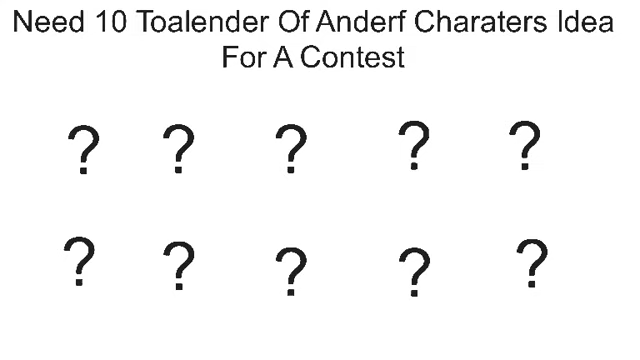 Need 10 Toalender Of Anderf Charaters Idea
For A Contest
? ? ? ? ?
? ? ? ? ?